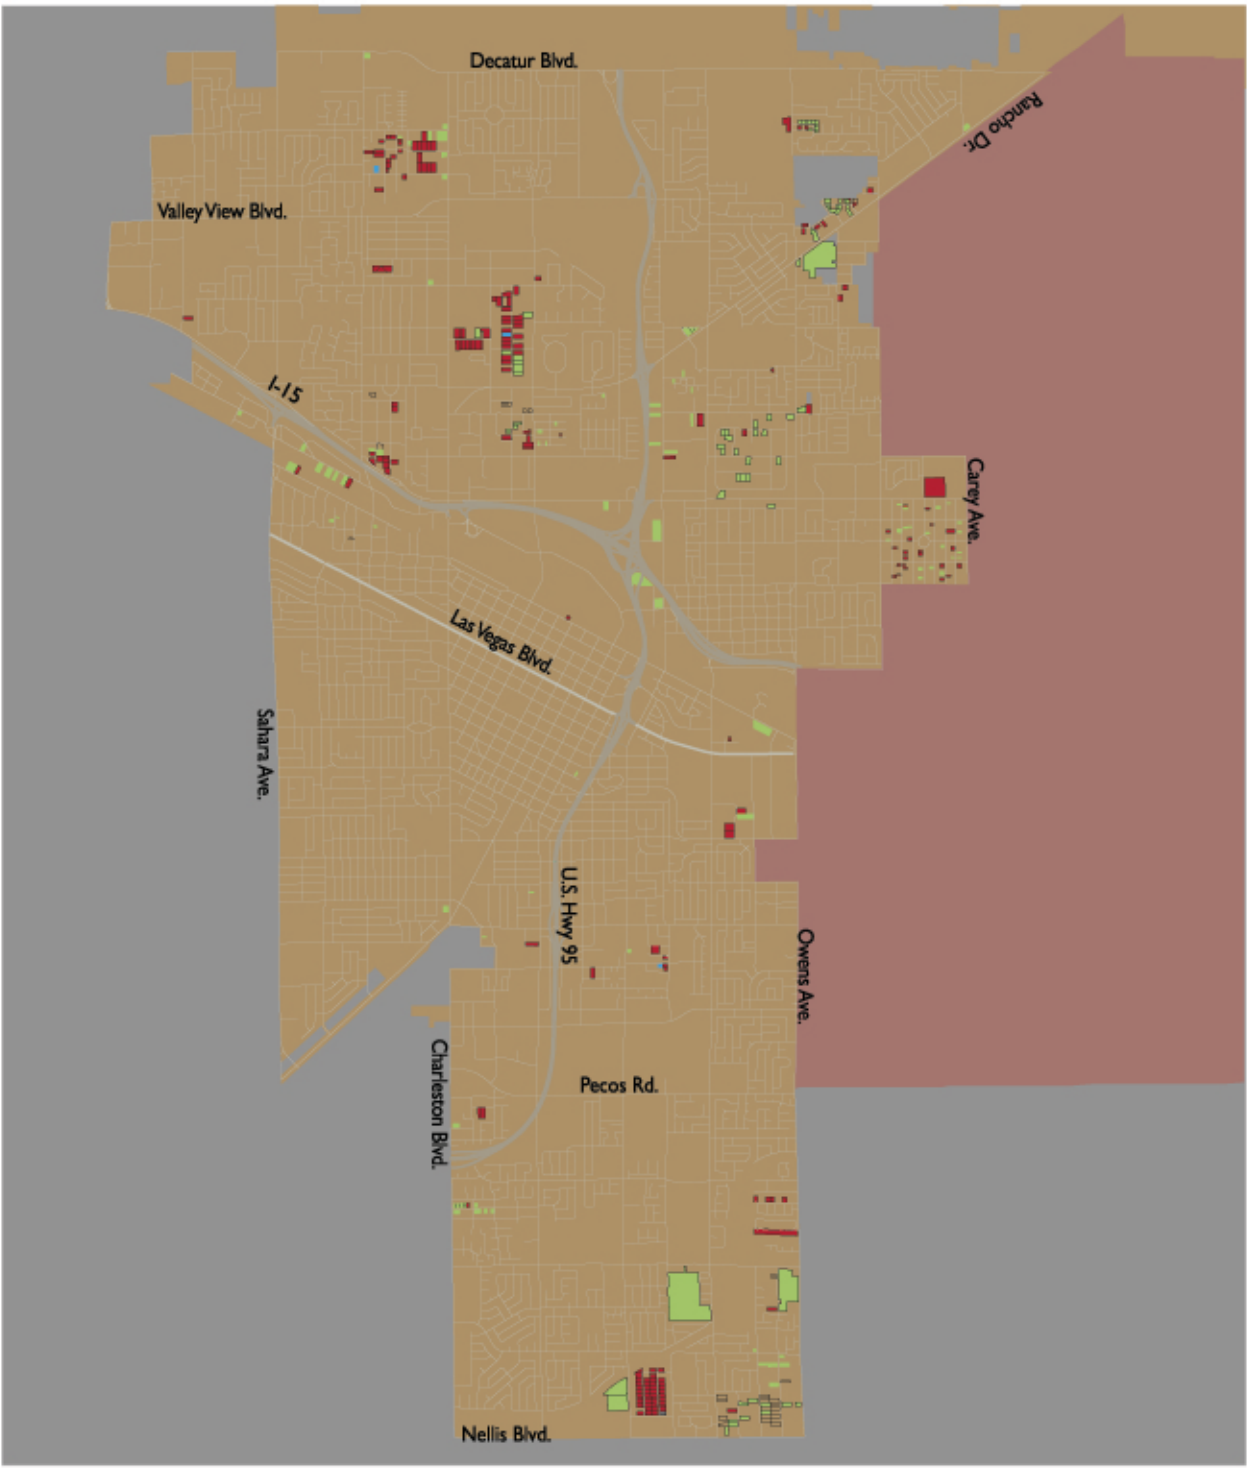 Decatur Blvd.
Rancho Dr.
Valley View Blvd.
I-15
Carey Ave.
Las Vegas Blvd.
Sahara Ave.
U.S. Hwy 95
Owens Ave.
Charleston Blvd.
Pecos Rd.
Nellis Blvd.